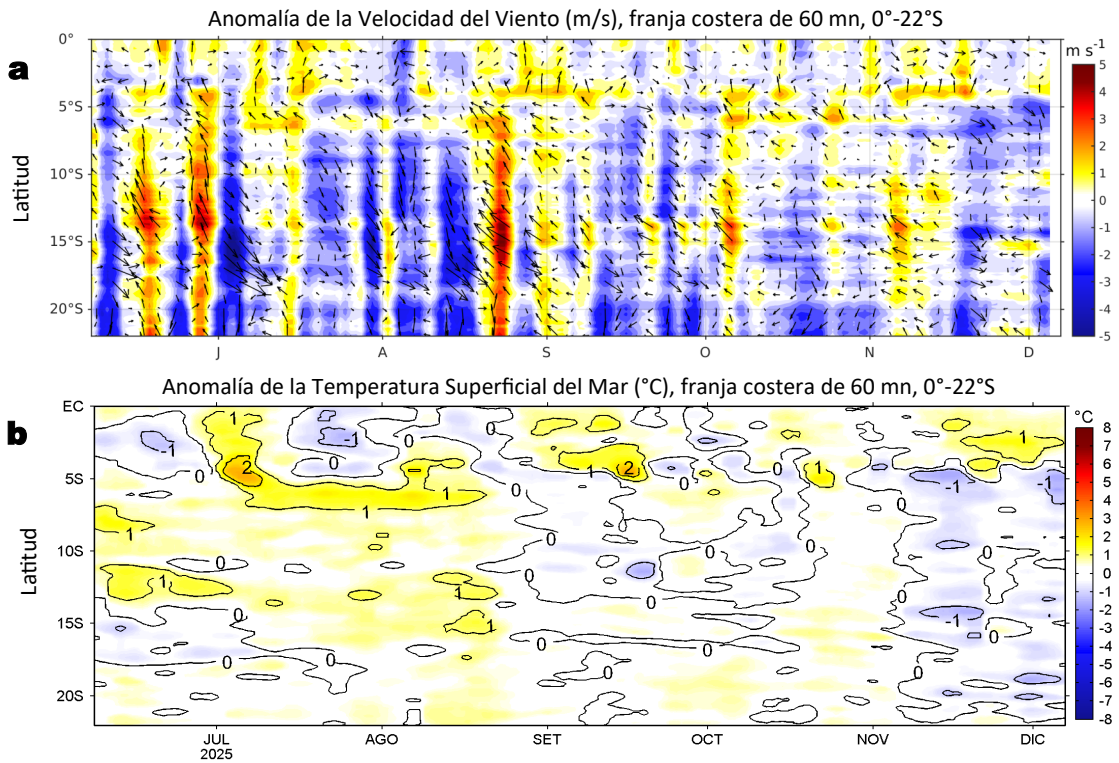 Anomalía de la Velocidad del Viento (m/s), franja costera de 60 mn, 0°-22°S
a
m s-1
0°
5°S
10°S
15°S
20°S
Latitud
J
A
S
O
N
D
5
4
3
2
1
0
-1
-2
-3
-4
-5
Anomalía de la Temperatura Superficial del Mar (°C), franja costera de 60 mn, 0°-22°S
b
°C
EC
5S
10S
15S
20S
Latitud
1
-1
0
2
0
1
1
1
1
1
1
0
0
0
0
-1
0
0
1
2
0
0
0
0
0
0
0
0
1
0
0
1
-1
-1
-1
0
JUL
2025
AGO
SET
OCT
NOV
DIC
8
7
6
5
4
3
2
1
0
-1
-2
-3
-4
-5
-6
-7
-8